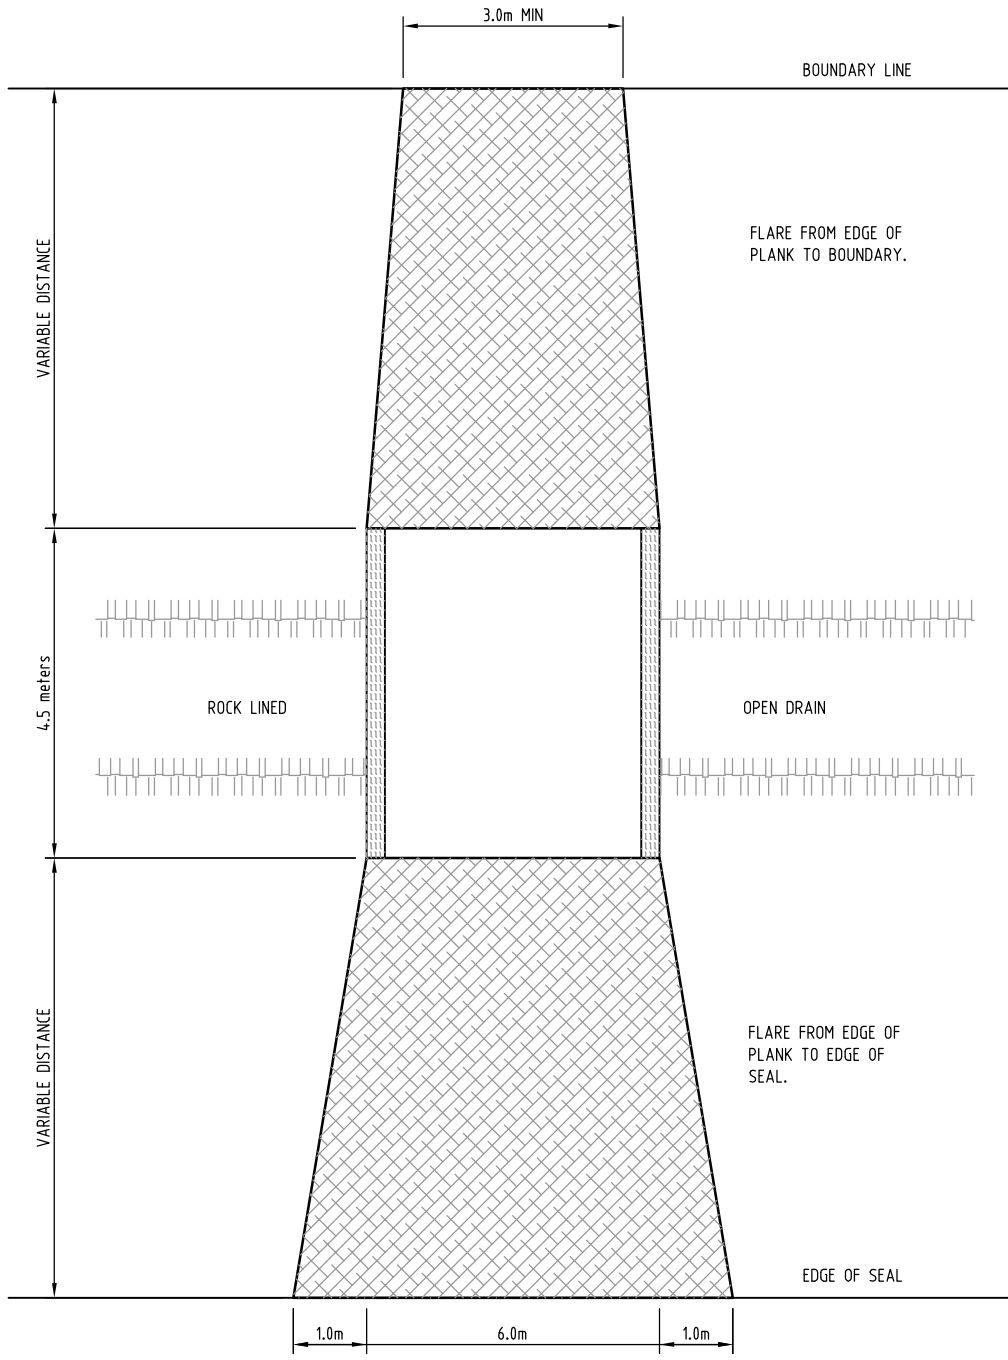 3.0m MIN
BOUNDARY LINE
VARIABLE DISTANCE
FLARE FROM EDGE OF
PLANK TO BOUNDARY.
4.5 meters
ROCK LINED
OPEN DRAIN
VARIABLE DISTANCE
FLARE FROM EDGE OF
PLANK TO EDGE OF
SEAL.
EDGE OF SEAL
1.0m
6.0m
1.0m